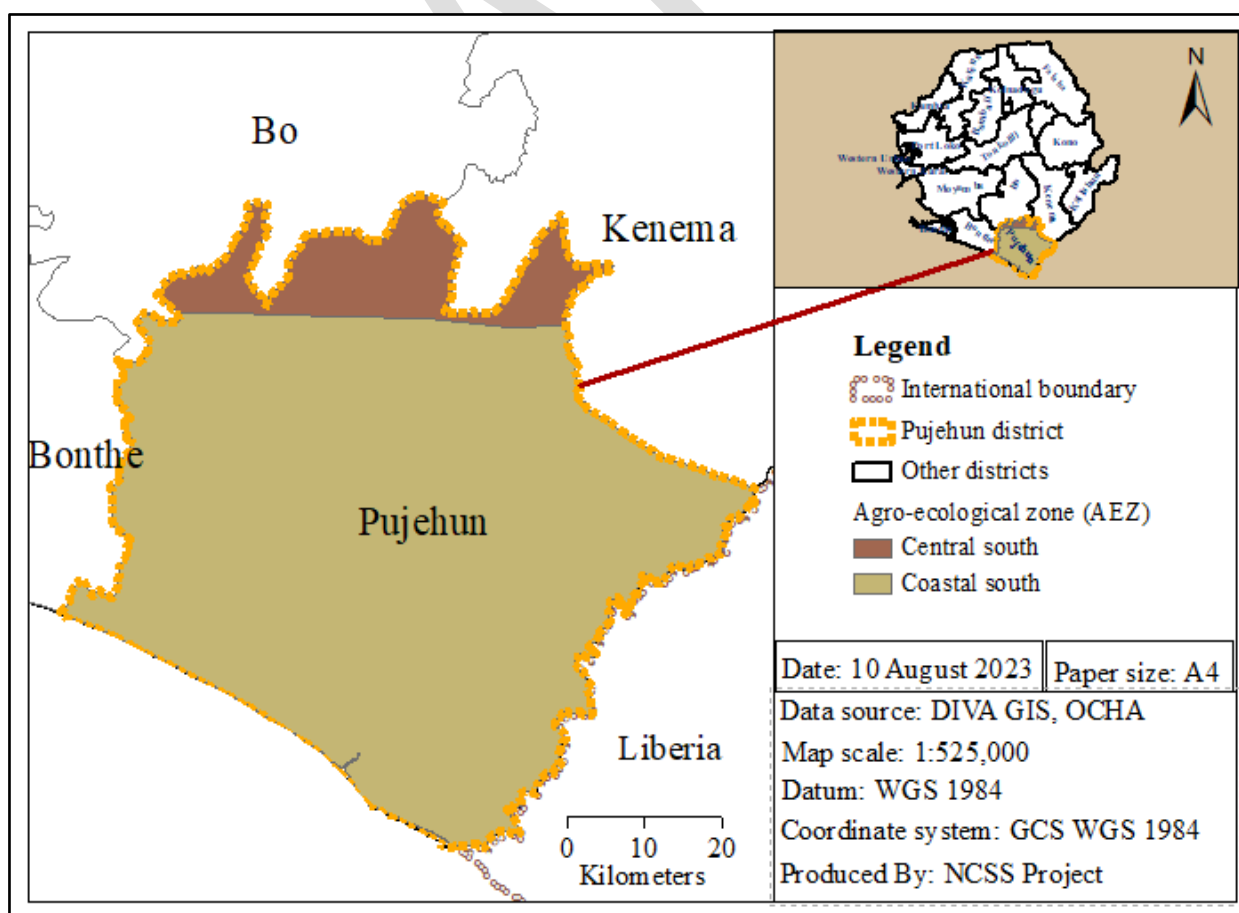 Bo
Kenema
Bonthe
Pujehun
Liberia
0 10 20
Kilometers
N
Kono
Legend
International boundary
Pujehun district
Other districts
Agro-ecological zone (AEZ)
Central south
Coastal south
Date: 10 August 2023
Paper size: A4
Data source: DIVA GIS, OCHA
Map scale: 1:525,000
Datum: WGS 1984
Coordinate system: GCS WGS 1984
Produced By: NCSS Project